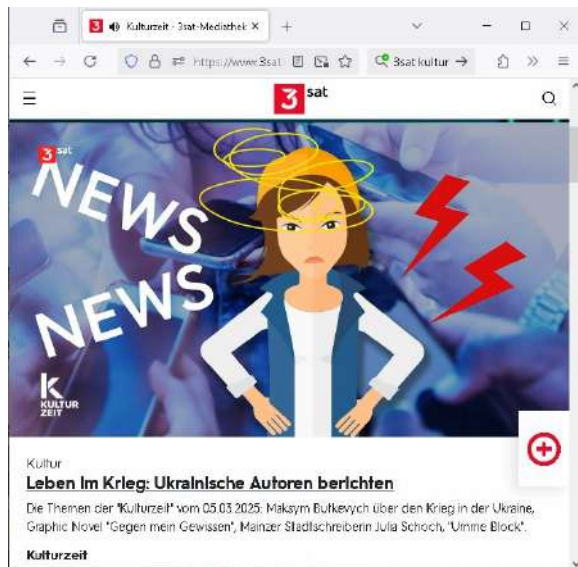 Kulturzeit - 3sat-Mediathek
https://www.3sat
3sat kultur
3sat
3sat
NEWS
NEWS
K
KULTUR
ZEIT
Kultur
Leben im Krieg: Ukrainische Autoren berichten
Die Themen der "Kulturzeit" vom 05.03.2025: Maksym Butkevych über den Krieg in der Ukraine,
Graphic Novel "Gegen mein Gewissen", Mainzer Stadtschreiberin Julia Schoch, "Umme Block".
Kulturzeit